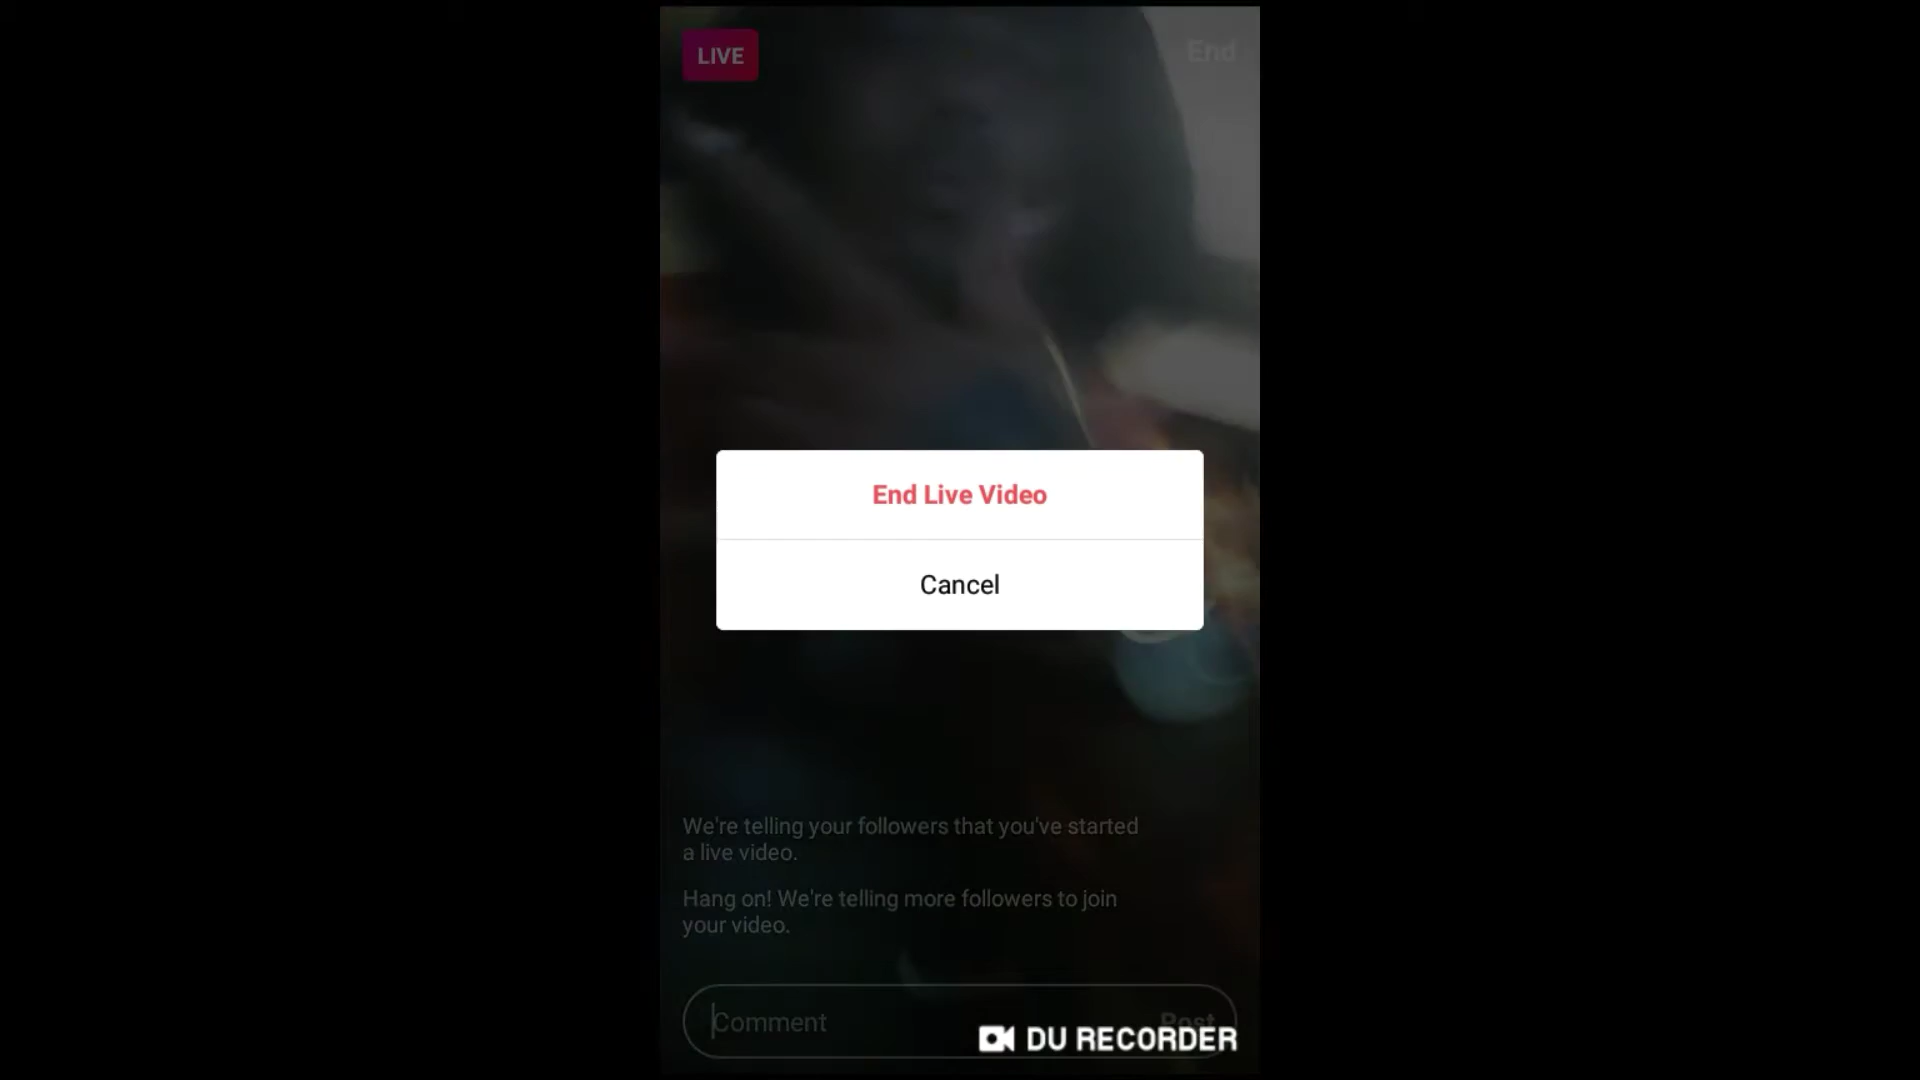 LIVE
End
End Live Video
Cancel
We're telling your followers that you've started
a live video.
Hang on! We're telling more followers to join
your video.
Comment
Post
DU RECORDER